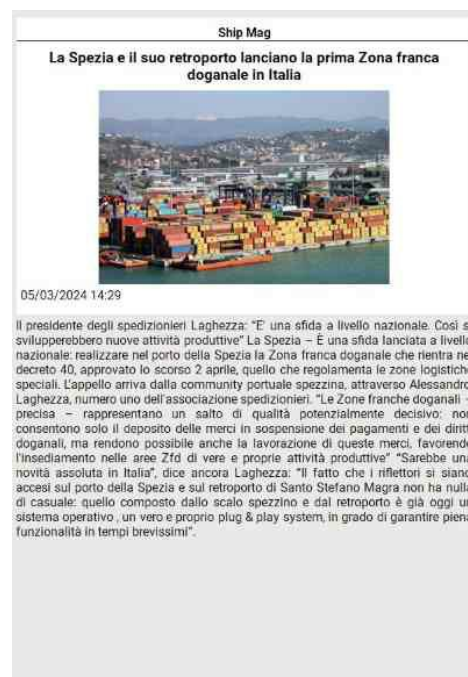 Ship Mag
La Spezia e il suo retroporto lanciano la prima Zona franca
doganale in Italia
05/03/2024 14:29
Il presidente degli spedizionieri Laghezza: "E' una sfida a livello nazionale. Così s
svilupperebbero nuove attività produttive" La Spezia – È una sfida lanciata a livello
nazionale: realizzare nel porto della Spezia la Zona franca doganale che rientra ne
decreto 40, approvato lo scorso 2 aprile, quello che regolamenta le zone logistiche
speciali. L'appello arriva dalla community portuale spezzina, attraverso Alessandro
Laghezza, numero uno dell'associazione spedizionieri. "Le Zone franche doganali -
precisa – rappresentano un salto di qualità potenzialmente decisivo: non
consentono solo il deposito delle merci in sospensione dei pagamenti e dei diritt
doganali, ma rendono possibile anche la lavorazione di queste merci, favorendo
l'insediamento nelle aree Zfd di vere e proprie attività produttive" "Sarebbe una
novità assoluta in Italia", dice ancora Laghezza: "Il fatto che i riflettori si siano
accesi sul porto della Spezia e sul retroporto di Santo Stefano Magra non ha nulla
di casuale: quello composto dallo scalo spezzino e dal retroporto è già oggi un
sistema operativo , un vero e proprio plug & play system, in grado di garantire piena
funzionalità in tempi brevissimi".